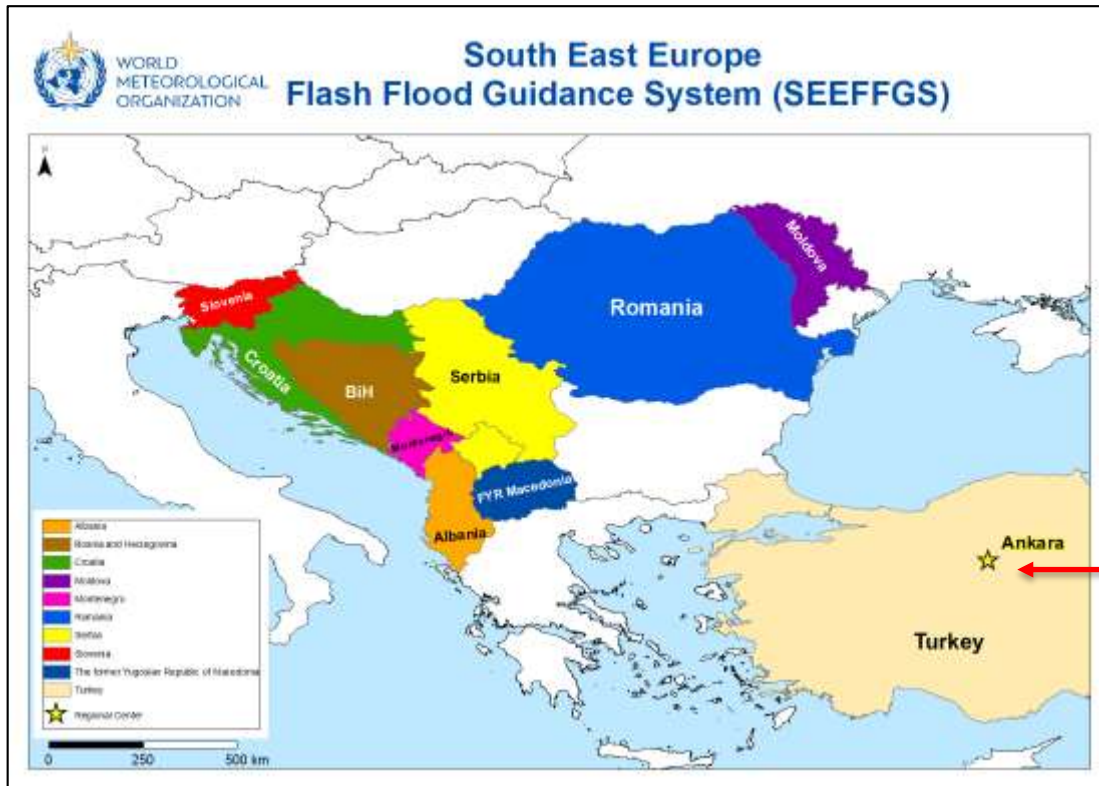 WORLD
METEOROLOGICAL
ORGANIZATION
South East Europe
Flash Flood Guidance System (SEEFFGS)
N
Moldova
Slovenia
Romania
Croatia
BiH
Serbia
Montenegro
FYR Macedonia
Albania
Ankara
Turkey
Albania
Bosnia and Herzegovina
Croatia
Moldova
Montenegro
Romania
Serbia
Slovenia
The former Yugoslav Republic of Macedonia
Turkey
Regional Center
0 250 500 km